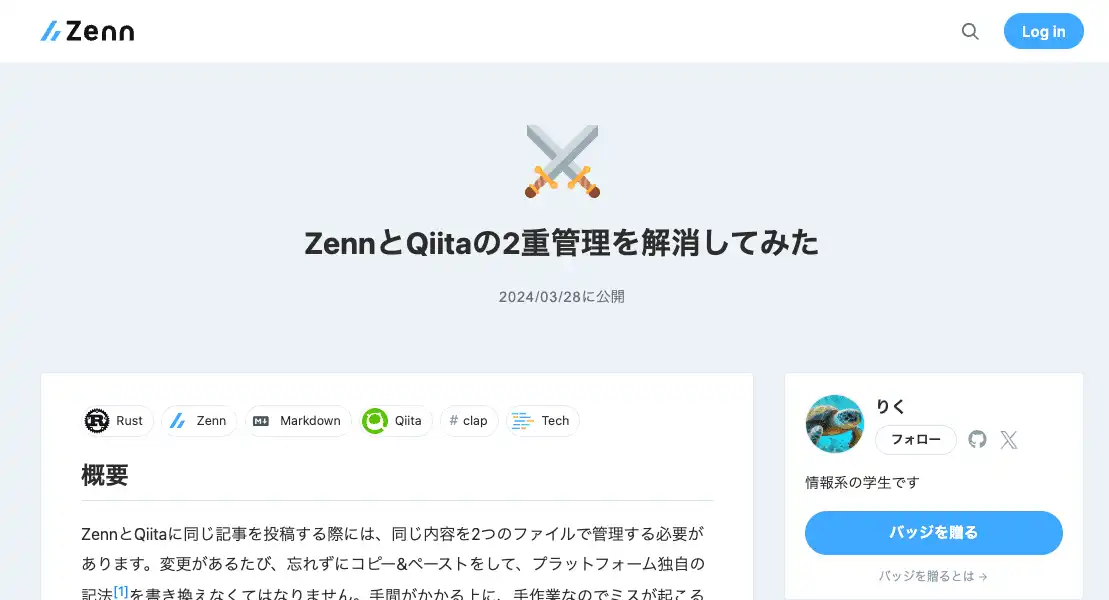 Zenn
Log in
ZennとQiitaの2重管理を解消してみた
2024/03/28に公開
Rust
Zenn
Markdown
Qiita
# clap
Tech
概要
ZennとQiitaに同じ記事を投稿する際には、同じ内容を2つのファイルで管理する必要が
あります。変更があるたび、忘れずにコピー&ペーストをして、プラットフォーム独自の
記法[1]を書き換えなくてはなりません。手間がかかる上に、手作業なのでミスが起こる
りく
フォロー
情報系の学生です
バッジを贈る
バッジを贈るとは→